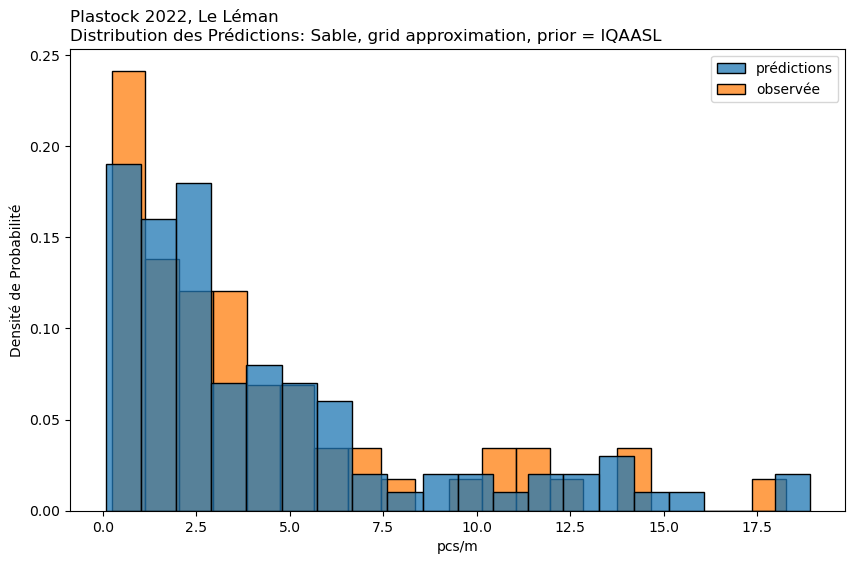 Plastock 2022, Le Léman
Distribution des Prédictions: Sable, grid approximation, prior = IQAASL
prédictions
observée
Densité de Probabilité
0.25
0.20
0.15
0.10
0.05
0.00
0.0 2.5 5.0 7.5 10.0 12.5 15.0 17.5
pcs/m